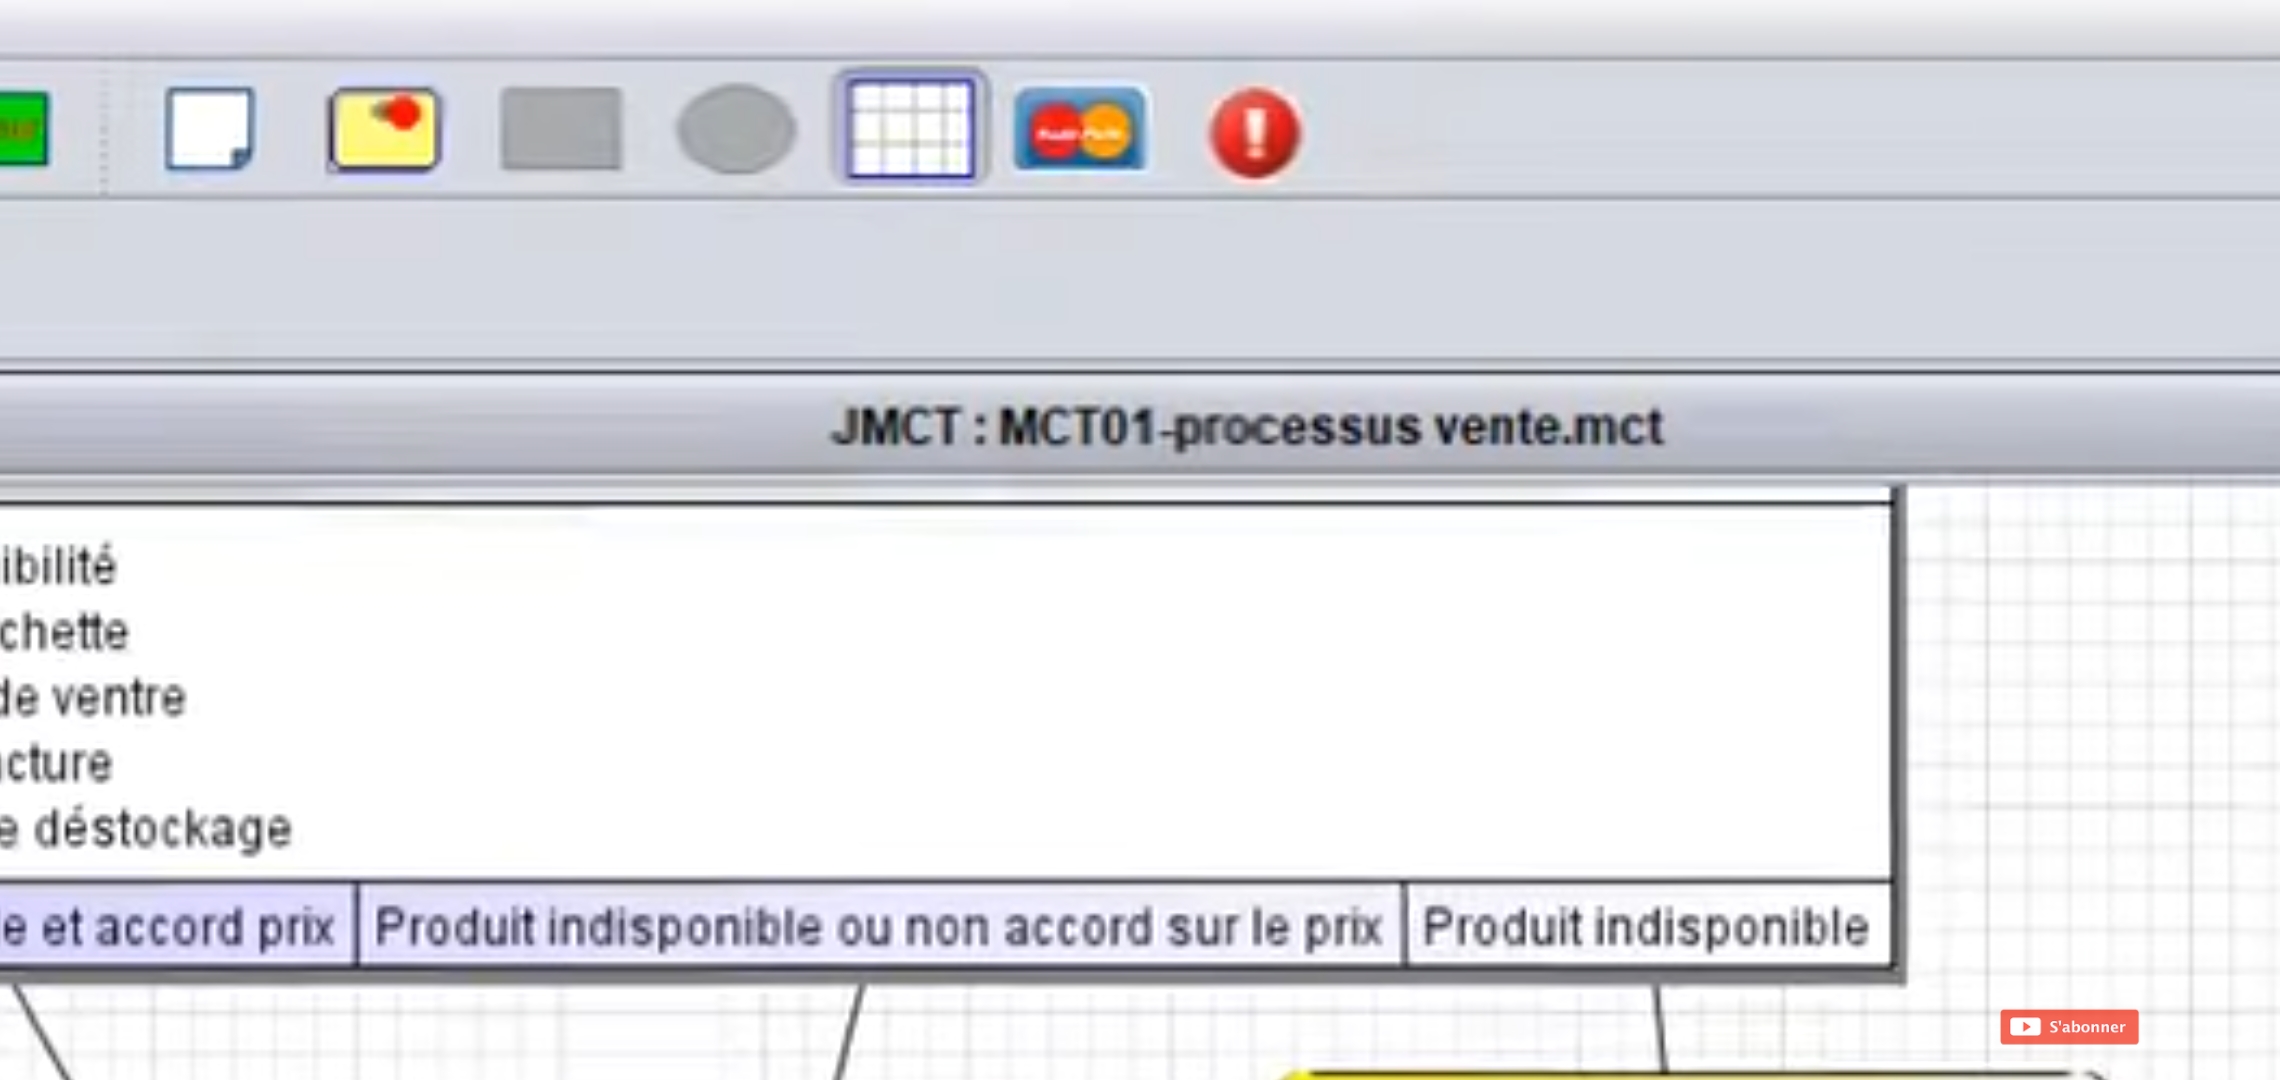 JMCT : MCT01-processus vente.mct
ibilité
chette
de ventre
cture
e déstockage
e et accord prix
Produit indisponible ou non accord sur le prix
Produit indisponible
S'abonner